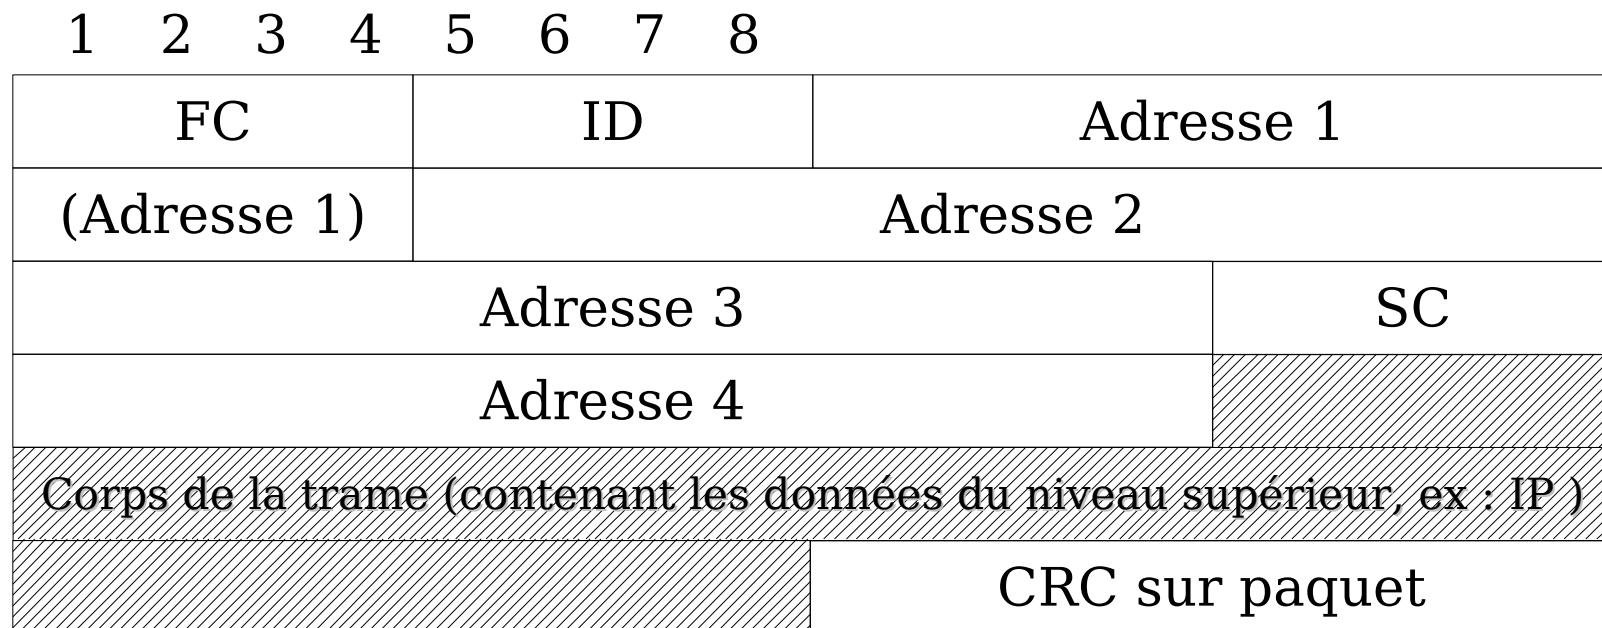 1 2 3 4 5 6 7 8
FC ID Adresse 1
(Adresse 1) Adresse 2
Adresse 3 SC
Adresse 4
Corps de la trame (contenant les données du niveau supérieur, ex : IP )
CRC sur paquet